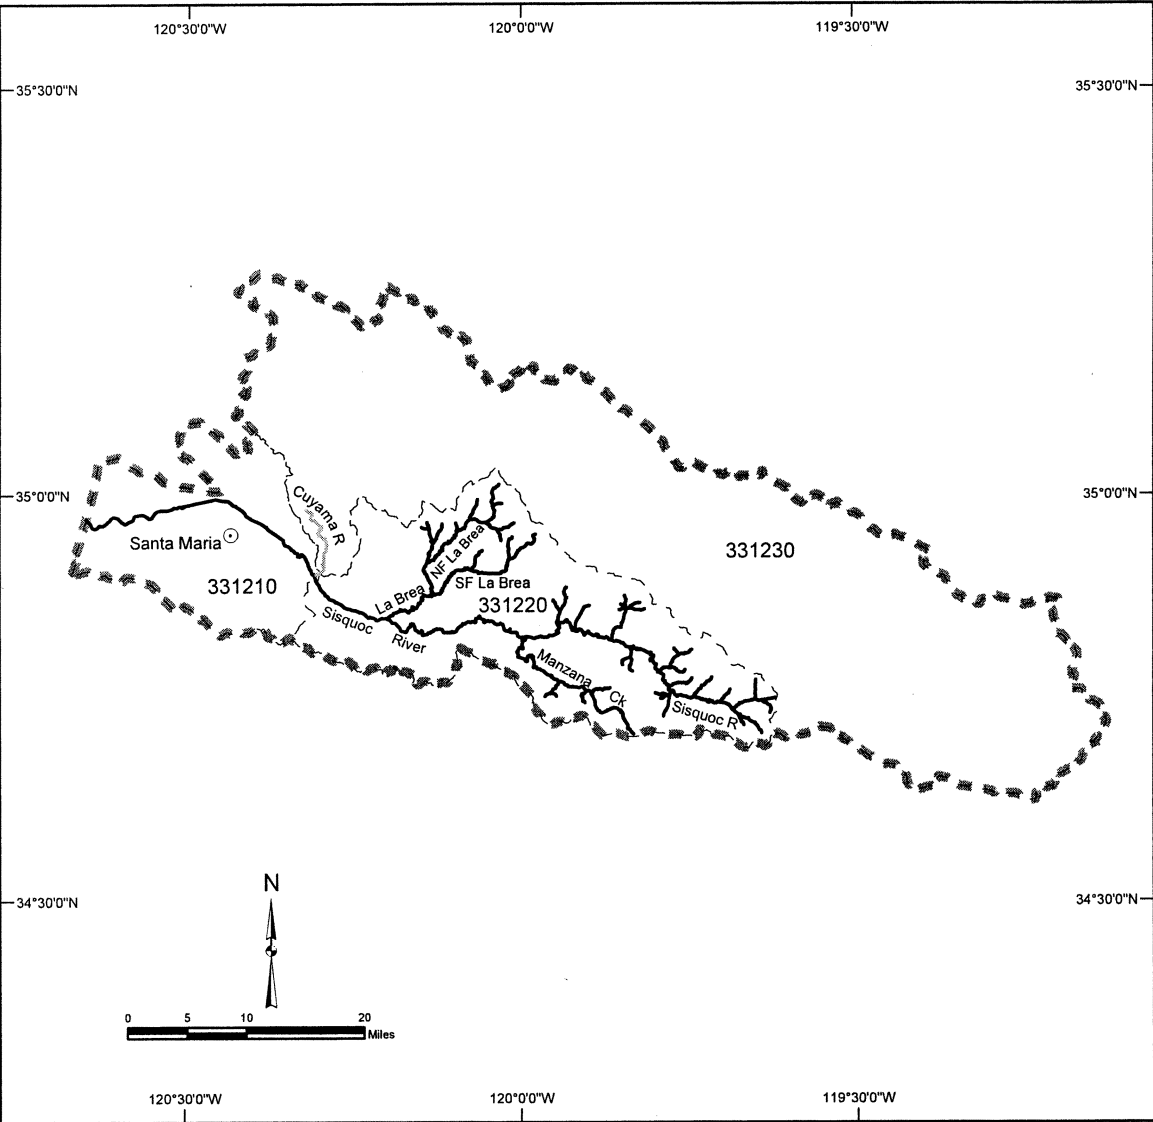 120°30'0"W 120°0'0"W 119°30'0"W
35°30'0"N 35°30'0"N
35°0'0"N 35°0'0"N
Cuyama R
Santa Maria
NF La Brea
331230
331210
La Brea
SF La Brea
331220
Sisquoc
River
Manzana
Ck
Sisquoc R
34°30'0"N 34°30'0"N
N
0 5 10 20
Miles
120°30'0"W 120°0'0"W 119°30'0"W